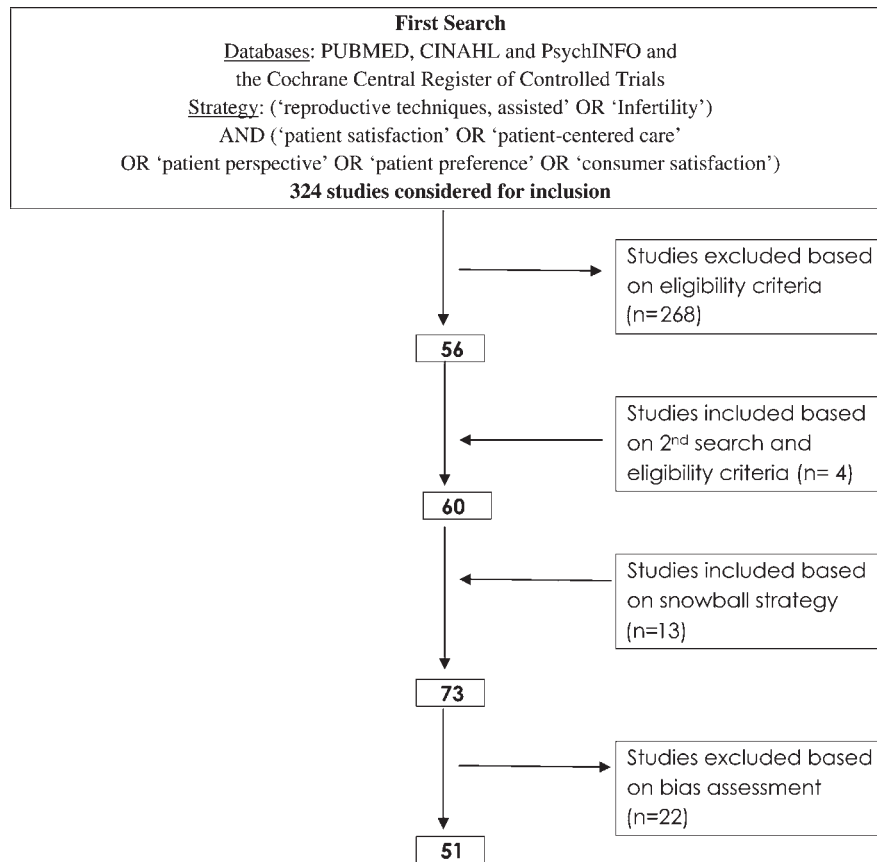 First Search
Databases: PUBMED, CINAHL and PsychINFO and
the Cochrane Central Register of Controlled Trials
Strategy: (‘reproductive techniques, assisted’ OR ‘Infertility’)
AND (‘patient satisfaction’ OR ‘patient-centered care’
OR ‘patient perspective’ OR ‘patient preference’ OR ‘consumer satisfaction’)
324 studies considered for inclusion
Studies excluded based
on eligibility criteria
(n=268)
56
Studies included based
on 2nd search and
eligibility criteria (n= 4)
60
Studies included based
on snowball strategy
(n=13)
73
Studies excluded based
on bias assessment
(n=22)
51